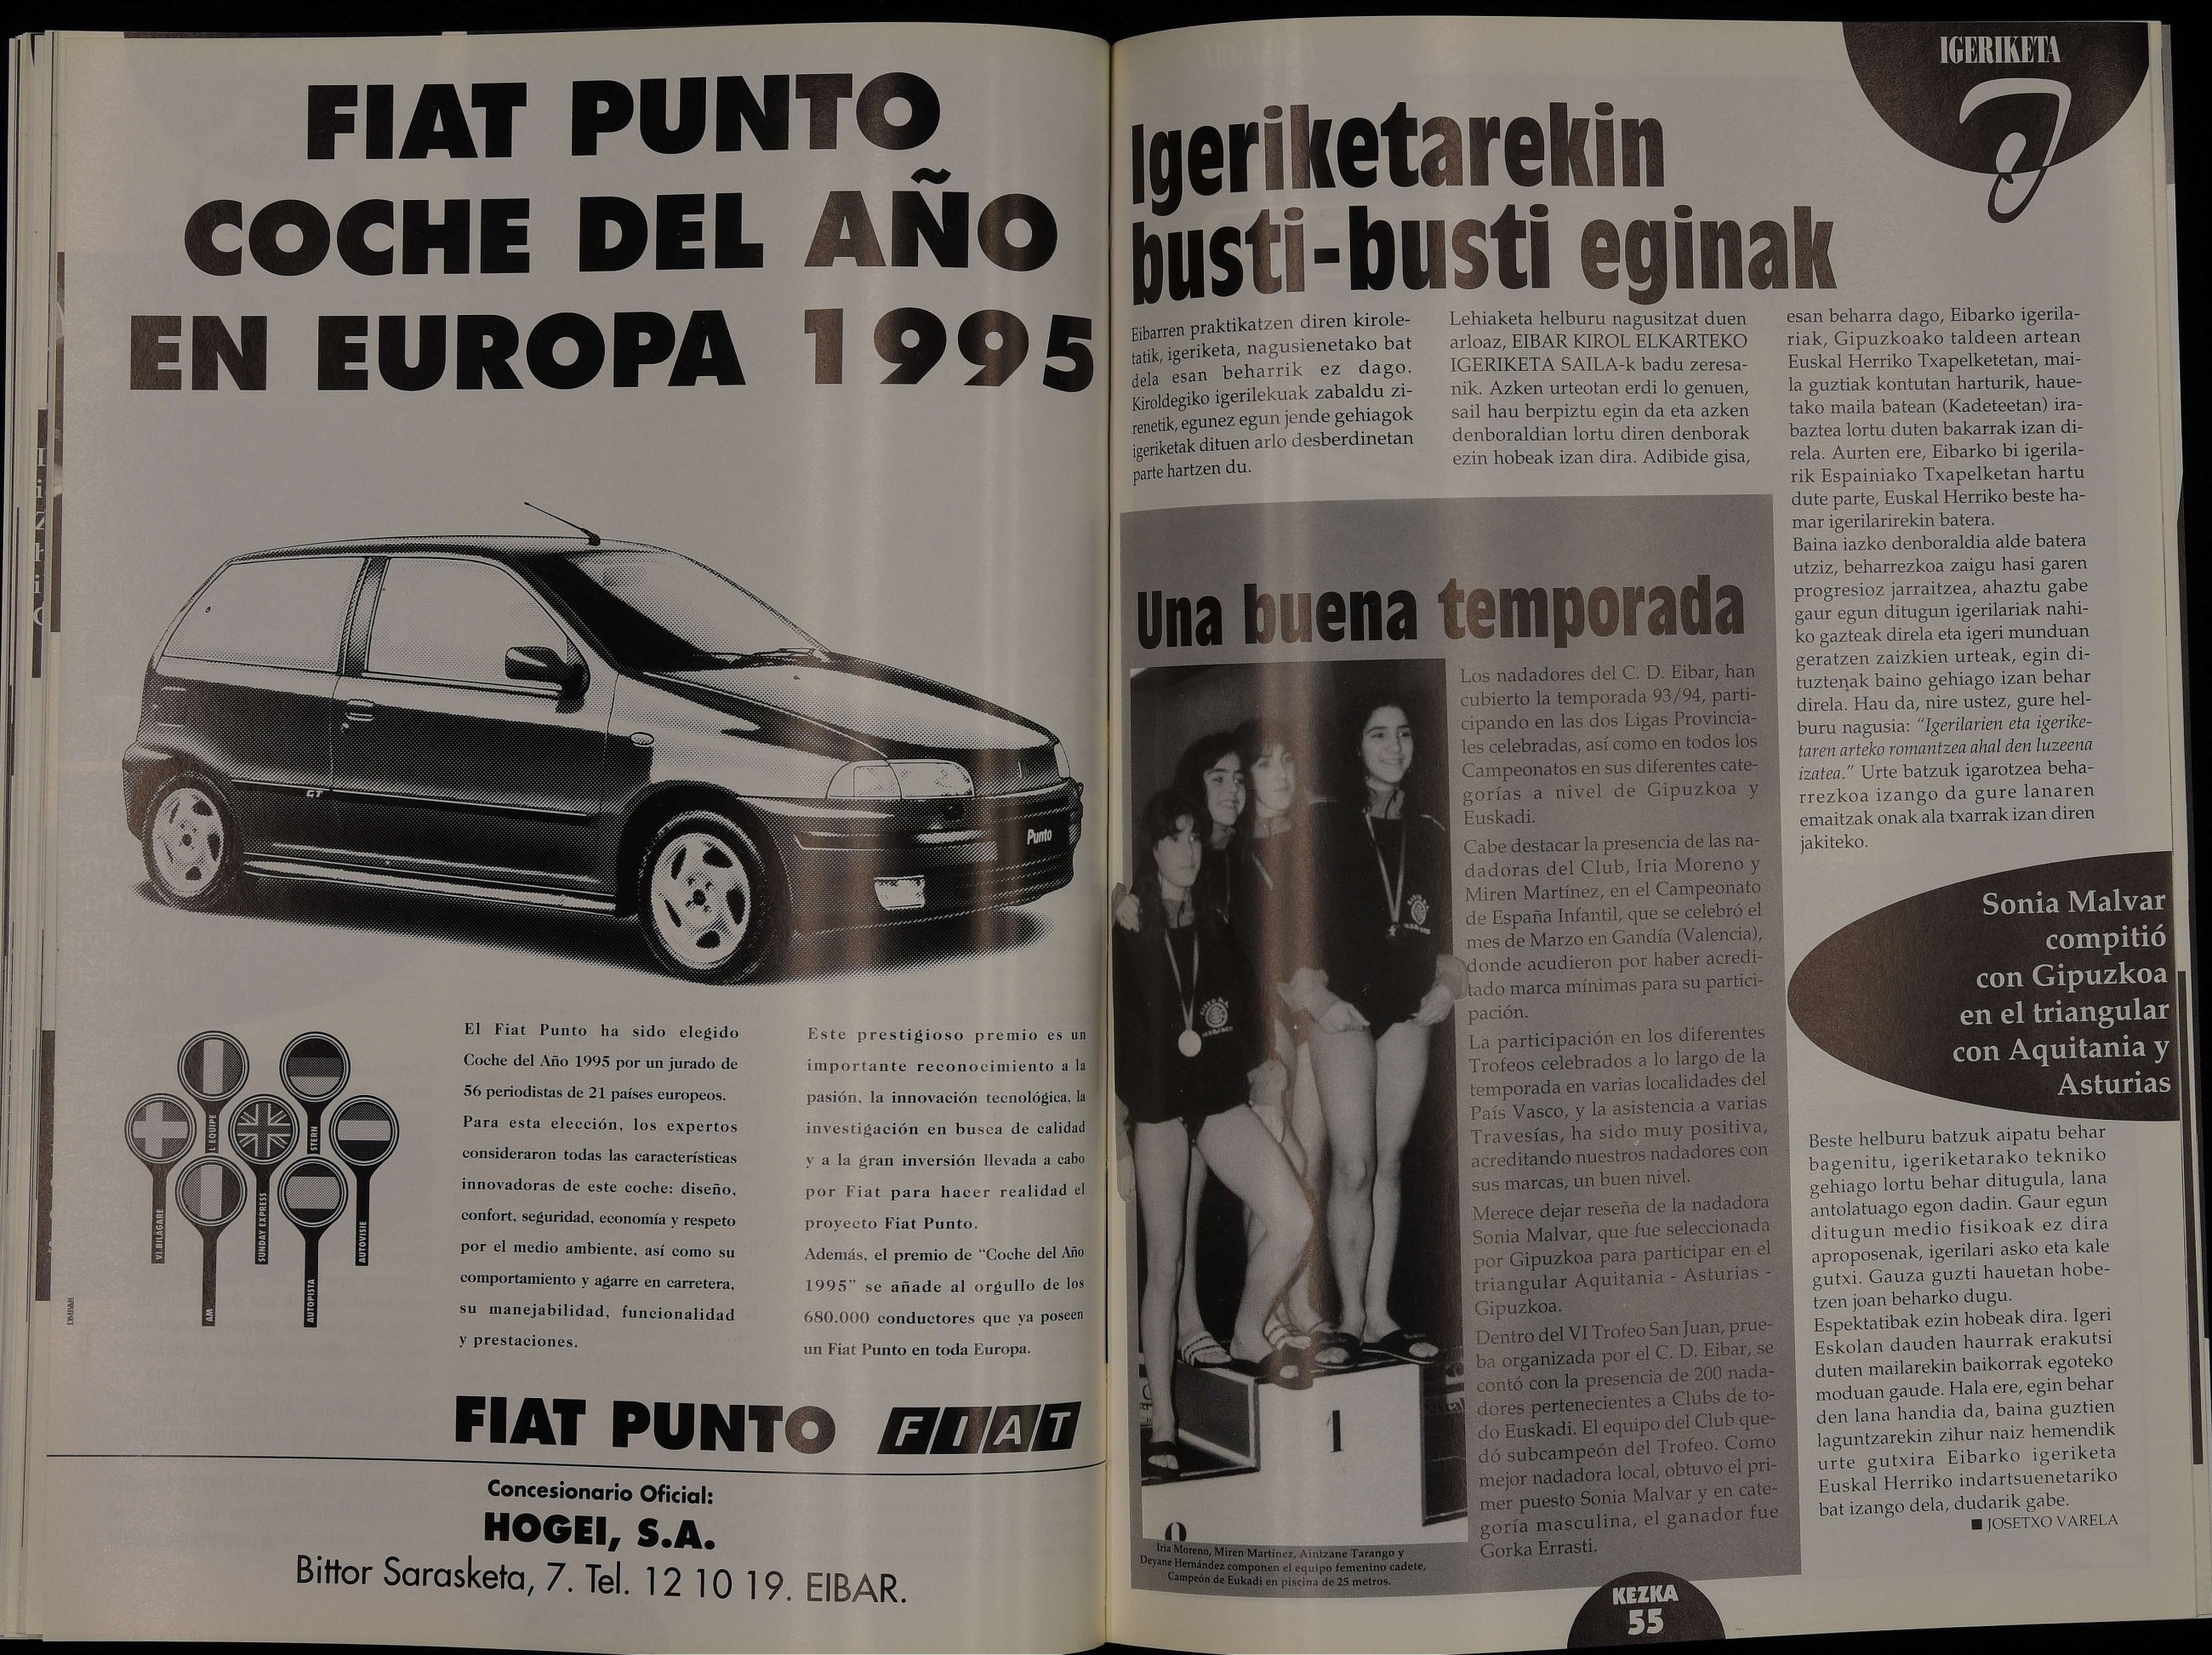 FIAT PUNTO
COCHE DEL AÑO
EN EUROPA 1995
GT
Punto
L'EQUIPE
STERN
VI BILÄGARE
SUNDAY EXPRESS
AUTOVISIE
AM
AUTOPISTA
DMB&B
El Fiat Punto ha sido elegido
Coche del Año 1995 por un jurado de
56 periodistas de 21 países europeos.
Para esta elección, los expertos
consideraron todas las características
innovadoras de este coche: diseño,
confort, seguridad, economía y respeto
por el medio ambiente, así como su
comportamiento y agarre en carretera,
su manejabilidad, funcionalidad
y prestaciones.
Este prestigioso premio es un
importante reconocimiento a la
pasión, la innovación tecnológica, la
investigación en busca de calidad
y a la gran inversión llevada a cabo
por Fiat para hacer realidad el
proyecto Fiat Punto.
Además, el premio de "Coche del Año
1995" se añade al orgullo de los
680.000 conductores que ya poseen
un Fiat Punto en toda Europa.
FIAT PUNTO FIAT
Concesionario Oficial:
HOGEI, S.A.
Bittor Sarasketa, 7. Tel. 12 10 19. EIBAR.
IGERIKETA
Igeriketarekin
busti-busti eginak
Eibarren praktikatzen diren kirole-
tatik, igeriketa, nagusienetako bat
dela esan beharrik ez dago.
Kiroldegiko igerilekuak zabaldu zi-
renetik, egunez egun jende gehiagok
igeriketak dituen arlo desberdinetan
parte hartzen du.
Lehiaketa helburu nagusitzat duen
arloaz, EIBAR KIROL ELKARTEKO
IGERIKETA SAILA-k badu zeresa-
nik. Azken urteotan erdi lo genuen,
sail hau berpiztu egin da eta azken
denboraldian lortu diren denborak
ezin hobeak izan dira. Adibide gisa,
esan beharra dago, Eibarko igerila-
riak, Gipuzkoako taldeen artean
Euskal Herriko Txapelketetan, mai-
la guztiak kontutan harturik, haue-
tako maila batean (Kadeteetan) ira-
baztea lortu duten bakarrak izan di-
rela. Aurten ere, Eibarko bi igerila-
rik Espainiako Txapelketan hartu
dute parte, Euskal Herriko beste ha-
mar igerilarirekin batera.
Baina iazko denboraldia alde batera
utziz, beharrezkoa zaigu hasi garen
progresioz jarraitzea, ahaztu gabe
gaur egun ditugun igerilariak nahi-
ko gazteak direla eta igeri munduan
geratzen zaizkien urteak, egin di-
tuztenak baino gehiago izan behar
direla. Hau da, nire ustez, gure hel-
buru nagusia: "Igerilarien eta igerike-
taren arteko romantzea ahal den luzeena
izatea." Urte batzuk igarotzea beha-
rrezkoa izango da gure lanaren
emaitzak onak ala txarrak izan diren
jakiteko.
Sonia Malvar
compitió
con Gipuzkoa
en el triangular
con Aquitania y
Asturias
Beste helburu batzuk aipatu behar
bagenitu, igeriketarako tekniko
gehiago lortu behar ditugula, lana
antolatuago egon dadin. Gaur egun
ditugun medio fisikoak ez dira
aproposenak, igerilari asko eta kale
gutxi. Gauza guzti hauetan hobe-
tzen joan beharko dugu.
Espektatibak ezin hobeak dira. Igeri
Eskolan dauden haurrak erakutsi
duten mailarekin baikorrak egoteko
moduan gaude. Hala ere, egin behar
den lana handia da, baina guztien
laguntzarekin zihur naiz hemendik
urte gutxira Eibarko igeriketa
Euskal Herriko indartsuenetariko
bat izango dela, dudarik gabe.
■ JOSETXO VARELA
Una buena temporada
Los nadadores del C. D. Eibar, han
cubierto la temporada 93/94, parti-
cipando en las dos Ligas Provincia-
les celebradas, así como en todos los
Campeonatos en sus diferentes cate-
gorías a nivel de Gipuzkoa y
Euskadi.
Cabe destacar la presencia de las na-
dadoras del Club, Iria Moreno y
Miren Martínez, en el Campeonato
de España Infantil, que se celebró el
mes de Marzo en Gandía (Valencia),
donde acudieron por haber acredi-
tado marca mínimas para su partici-
pación.
La participación en los diferentes
Trofeos celebrados a lo largo de la
temporada en varias localidades del
País Vasco, y la asistencia a varias
Travesías, ha sido muy positiva,
acreditando nuestros nadadores con
sus marcas, un buen nivel.
Merece dejar reseña de la nadadora
Sonia Malvar, que fue seleccionada
por Gipuzkoa para participar en el
triangular Aquitania - Asturias -
Gipuzkoa.
Dentro del VI Trofeo San Juan, prue-
ba organizada por el C. D. Eibar, se
contó con la presencia de 200 nada-
dores pertenecientes a Clubs de to-
do Euskadi. El equipo del Club que-
dó subcampeón del Trofeo. Como
mejor nadadora local, obtuvo el pri-
mer puesto Sonia Malvar y en cate-
goría masculina, el ganador fue
Gorka Errasti.
1
Iria Moreno, Miren Martínez, Aintzane Tarango y
Deyane Hernández componen el equipo femenino cadete,
Campeón de Eukadi en piscina de 25 metros.
KEZKA
55